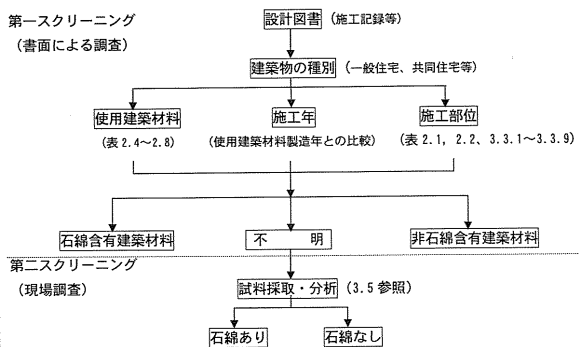 第一スクリーニング
(書面による調査)
設計図書 (施工記録等)
建築物の種別 (一般住宅、共同住宅等)
使用建築材料
(表2.4～2.8)
施工年
(使用建築材料製造年との比較)
施工部位
(表2.1, 2.2、3.3.1～3.3.9)
石綿含有建築材料
不 明
非石綿含有建築材料
第二スクリーニング
(現場調査)
試料採取・分析 (3.5参照)
石綿あり
石綿なし